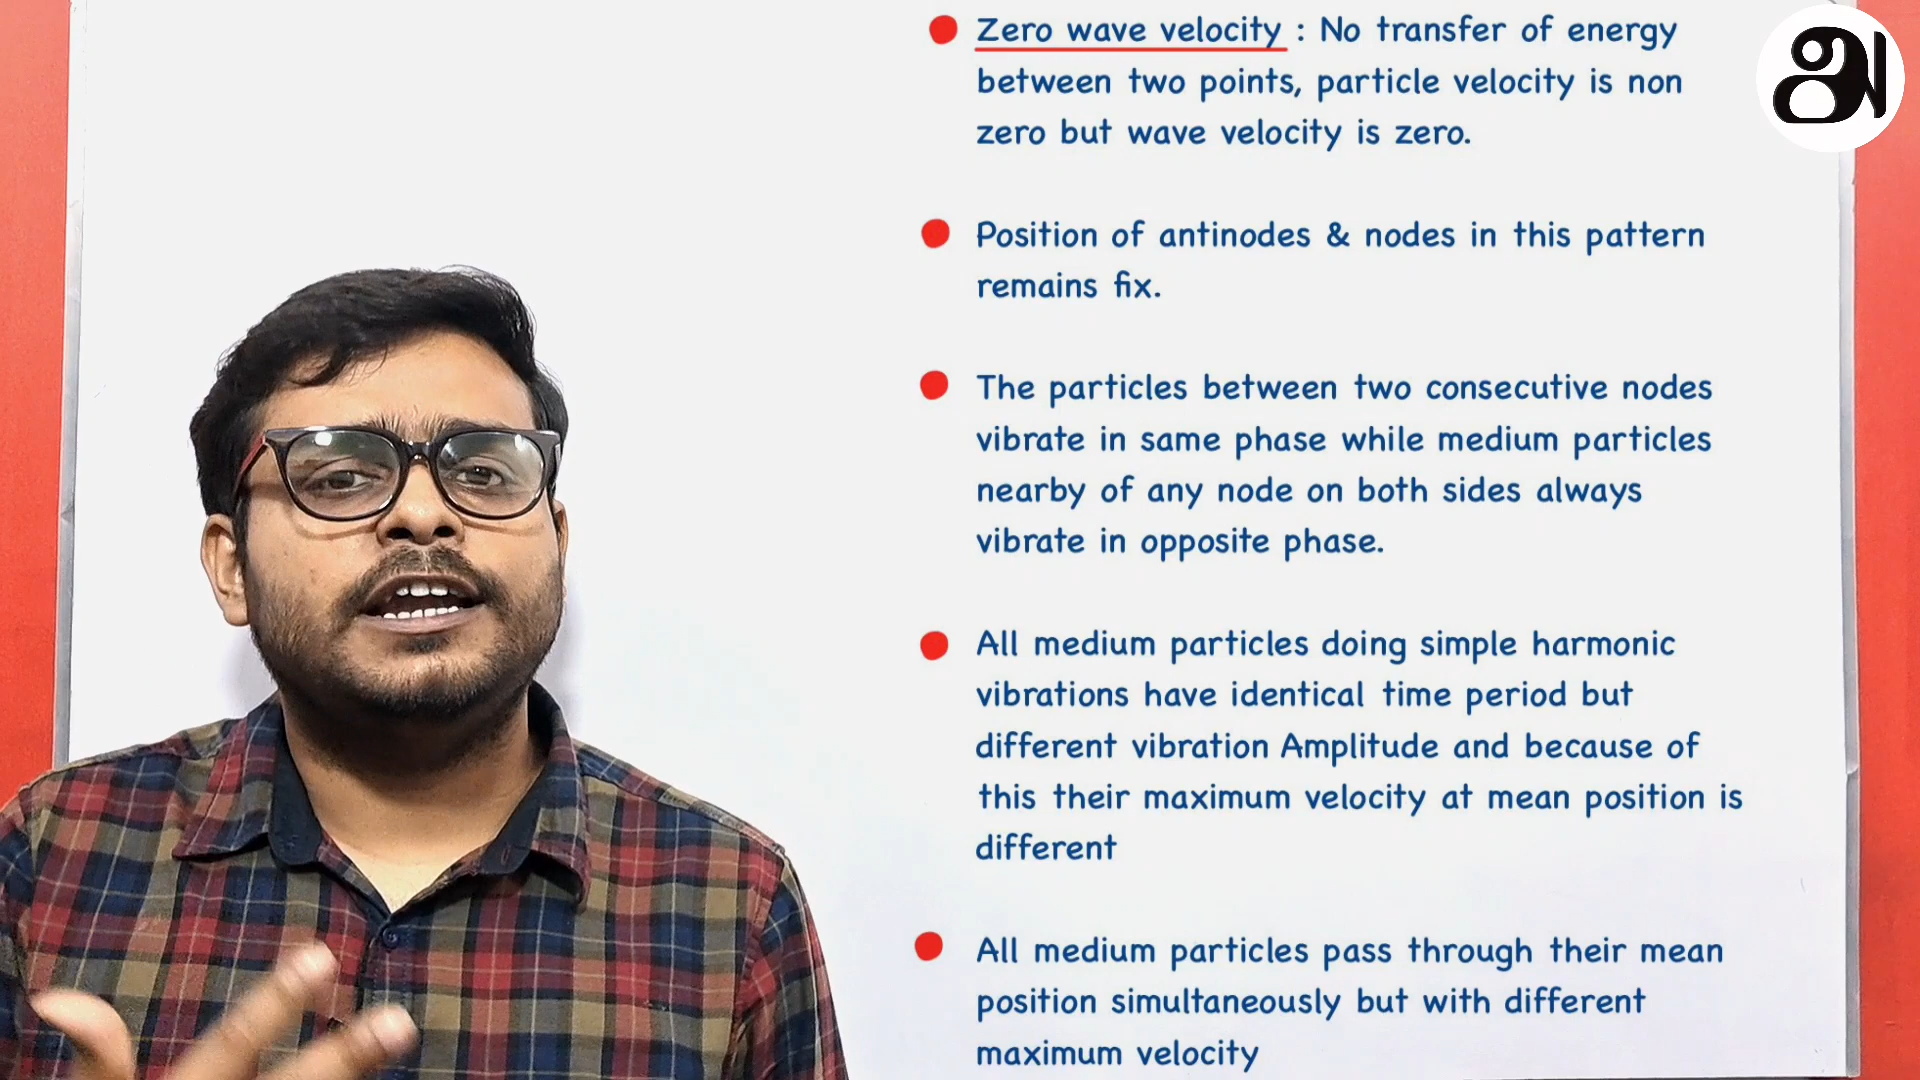 Zero wave velocity : No transfer of energy
between two points, particle velocity is non
zero but wave velocity is zero.
Position of antinodes & nodes in this pattern
remains fix.
The particles between two consecutive nodes
vibrate in same phase while medium particles
nearby of any node on both sides always
vibrate in opposite phase.
All medium particles doing simple harmonic
vibrations have identical time period but
different vibration Amplitude and because of
this their maximum velocity at mean position is
different
All medium particles pass through their mean
position simultaneously but with different
maximum velocity